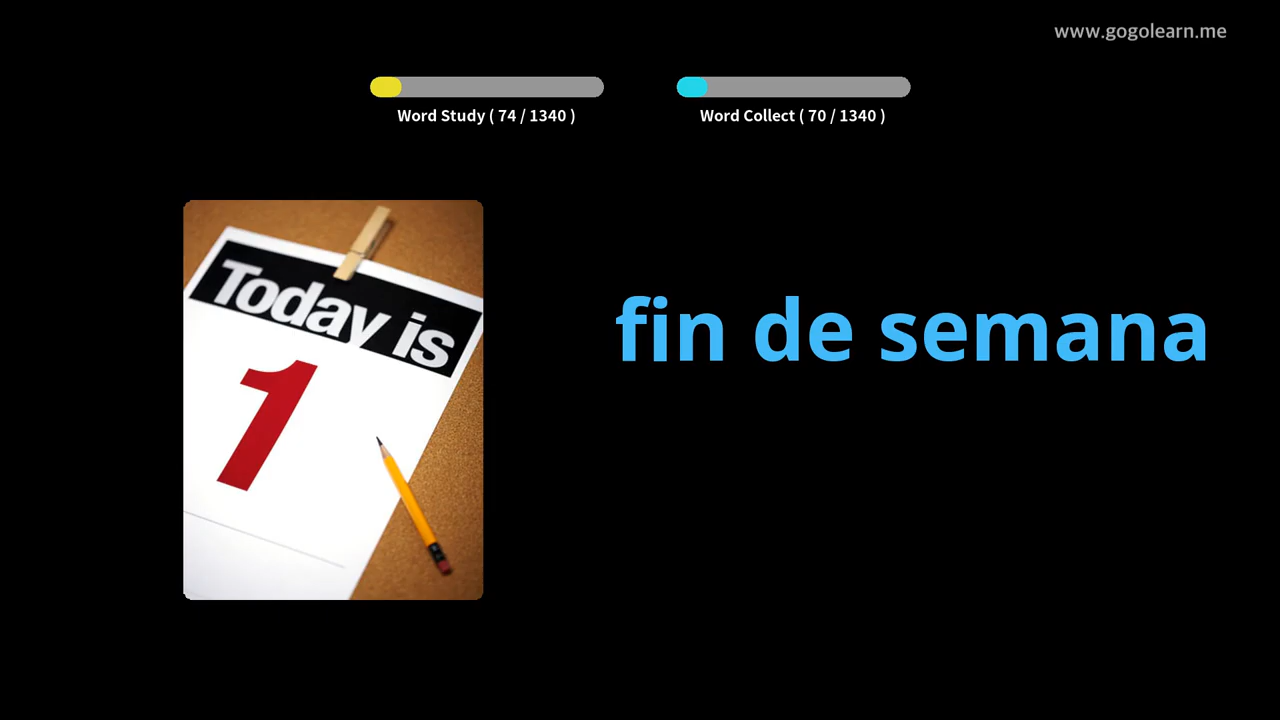 www.gogolearn.me
Word Study ( 74 / 1340 )
Word Collect ( 70 / 1340 )
Today is
1
fin de semana